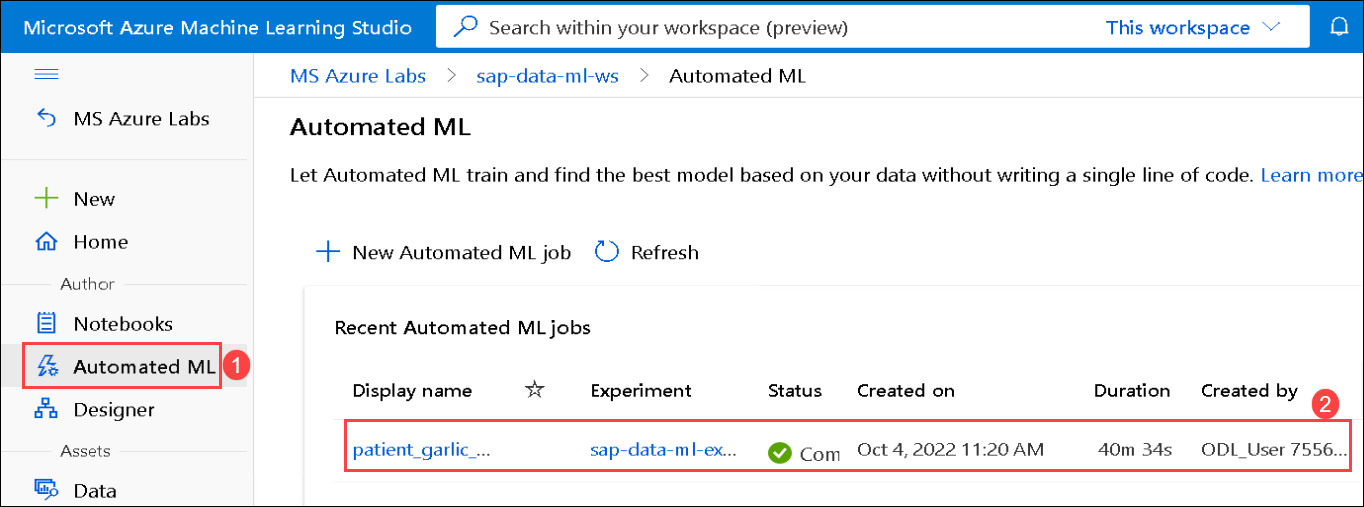 Microsoft Azure Machine Learning Studio
Search within your workspace (preview)
This workspace
MS Azure Labs
MS Azure Labs > sap-data-ml-ws > Automated ML
New
Home
Author
Notebooks
Automated ML 1
Designer
Assets
Data
Automated ML
Let Automated ML train and find the best model based on your data without writing a single line of code. Learn more
New Automated ML job Refresh
Recent Automated ML jobs
Display name Experiment Status Created on Duration Created by 2
patient_garlic_... sap-data-ml-ex... Com Oct 4, 2022 11:20 AM 40m 34s ODL_User 7556...